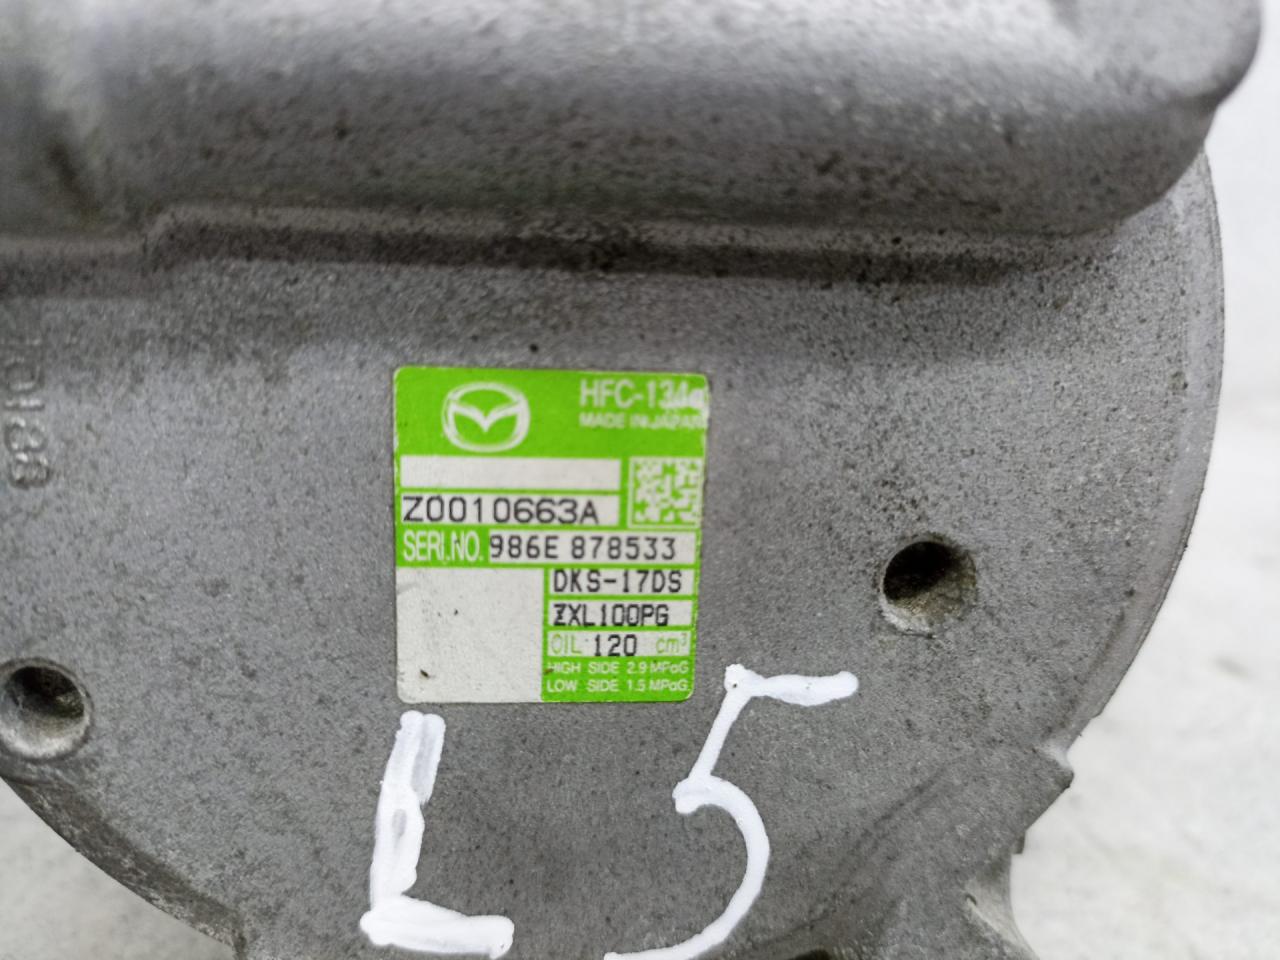 HFC-134a
MADE IN JAPAN
Z0010663A
SERI.NO. 986E 878533
DKS-17DS
ZXL100PG
OIL 120 cm³
HIGH SIDE 2.9 MPaG
LOW SIDE 1.5 MPaG
L5